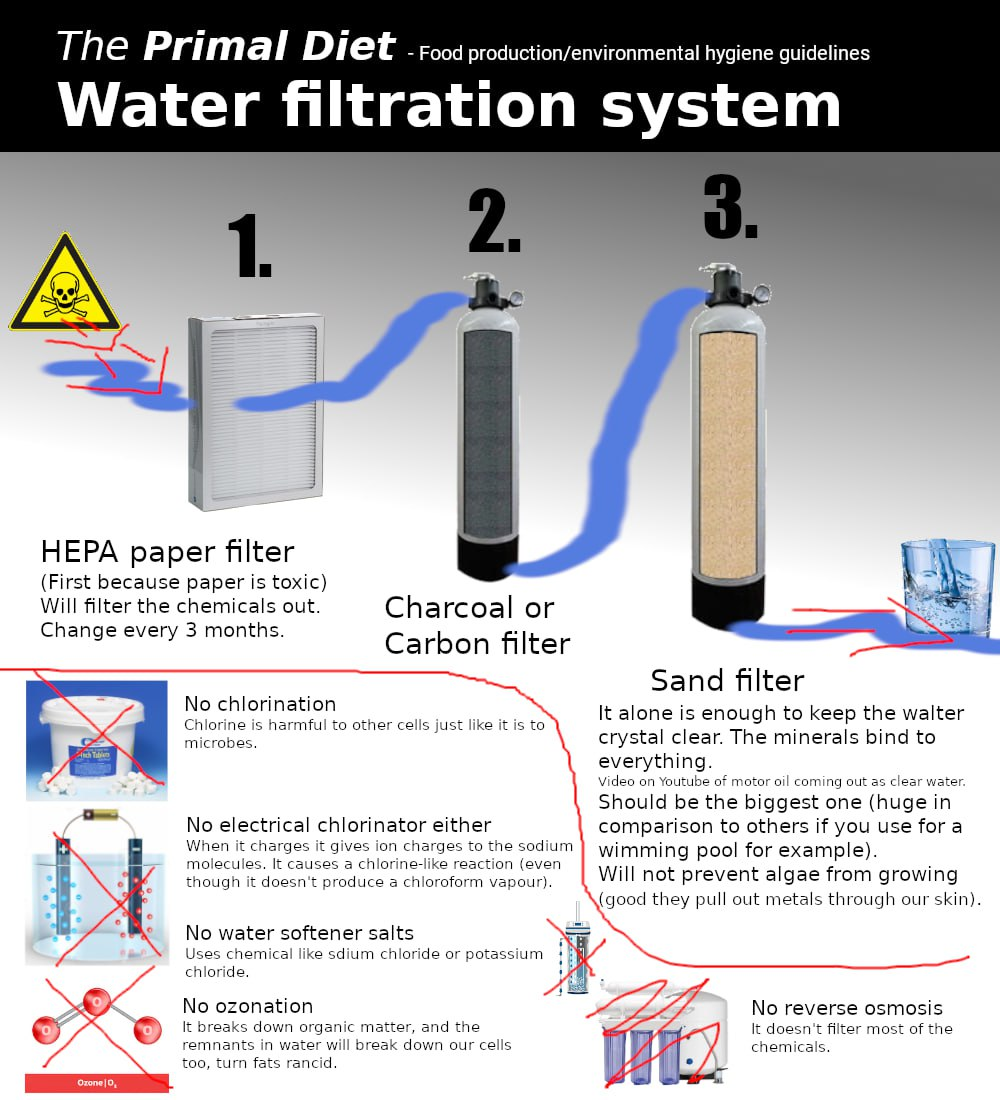 The Primal Diet - Food production/environmental hygiene guidelines
Water filtration system
1.
2.
3.
HEPA paper filter
(First because paper is toxic)
Will filter the chemicals out.
Change every 3 months.
Charcoal or
Carbon filter
Sand filter
It alone is enough to keep the walter
crystal clear. The minerals bind to
everything.
Video on Youtube of motor oil coming out as clear water.
Should be the biggest one (huge in
comparison to others if you use for a
wimming pool for example).
Will not prevent algae from growing
(good they pull out metals through our skin).
No chlorination
Chlorine is harmful to other cells just like it is to
microbes.
No electrical chlorinator either
When it charges it gives ion charges to the sodium
molecules. It causes a chlorine-like reaction (even
though it doesn't produce a chloroform vapour).
No water softener salts
Uses chemical like sdium chloride or potassium
chloride.
No ozonation
It breaks down organic matter, and the
remnants in water will break down our cells
too, turn fats rancid.
O
O
O
Ozone | O3
No reverse osmosis
It doesn't filter most of the
chemicals.